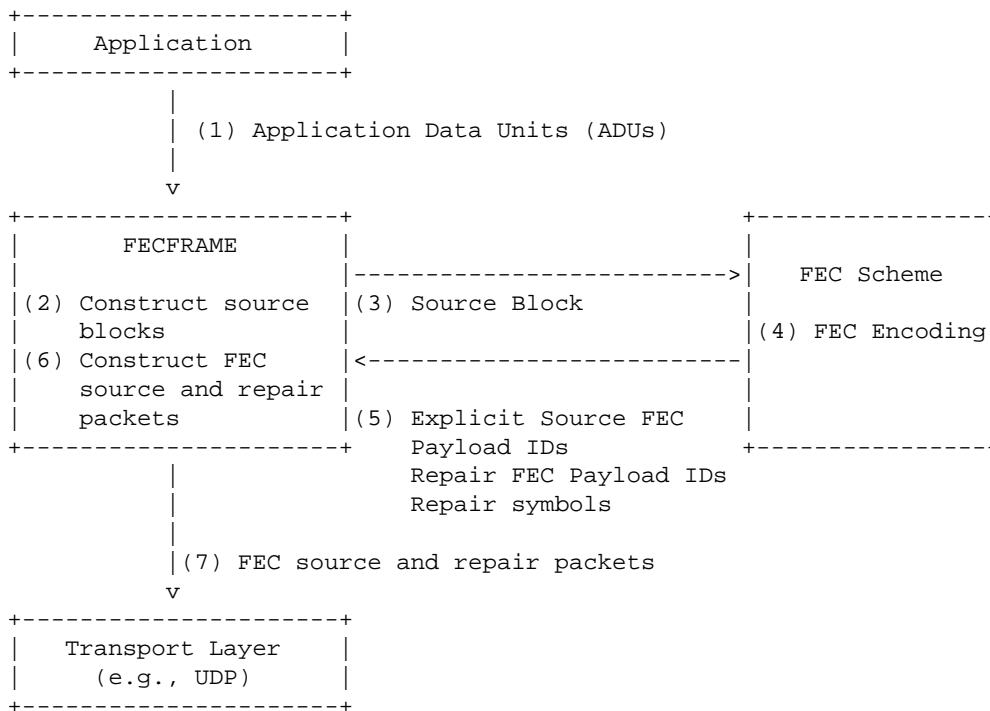 Application
(1) Application Data Units (ADUs)
v
FECFRAME
FEC Scheme
(2) Construct source
blocks
(3) Source Block
(4) FEC Encoding
(6) Construct FEC
source and repair
packets
(5) Explicit Source FEC
Payload IDs
Repair FEC Payload IDs
Repair symbols
(7) FEC source and repair packets
v
Transport Layer
(e.g., UDP)